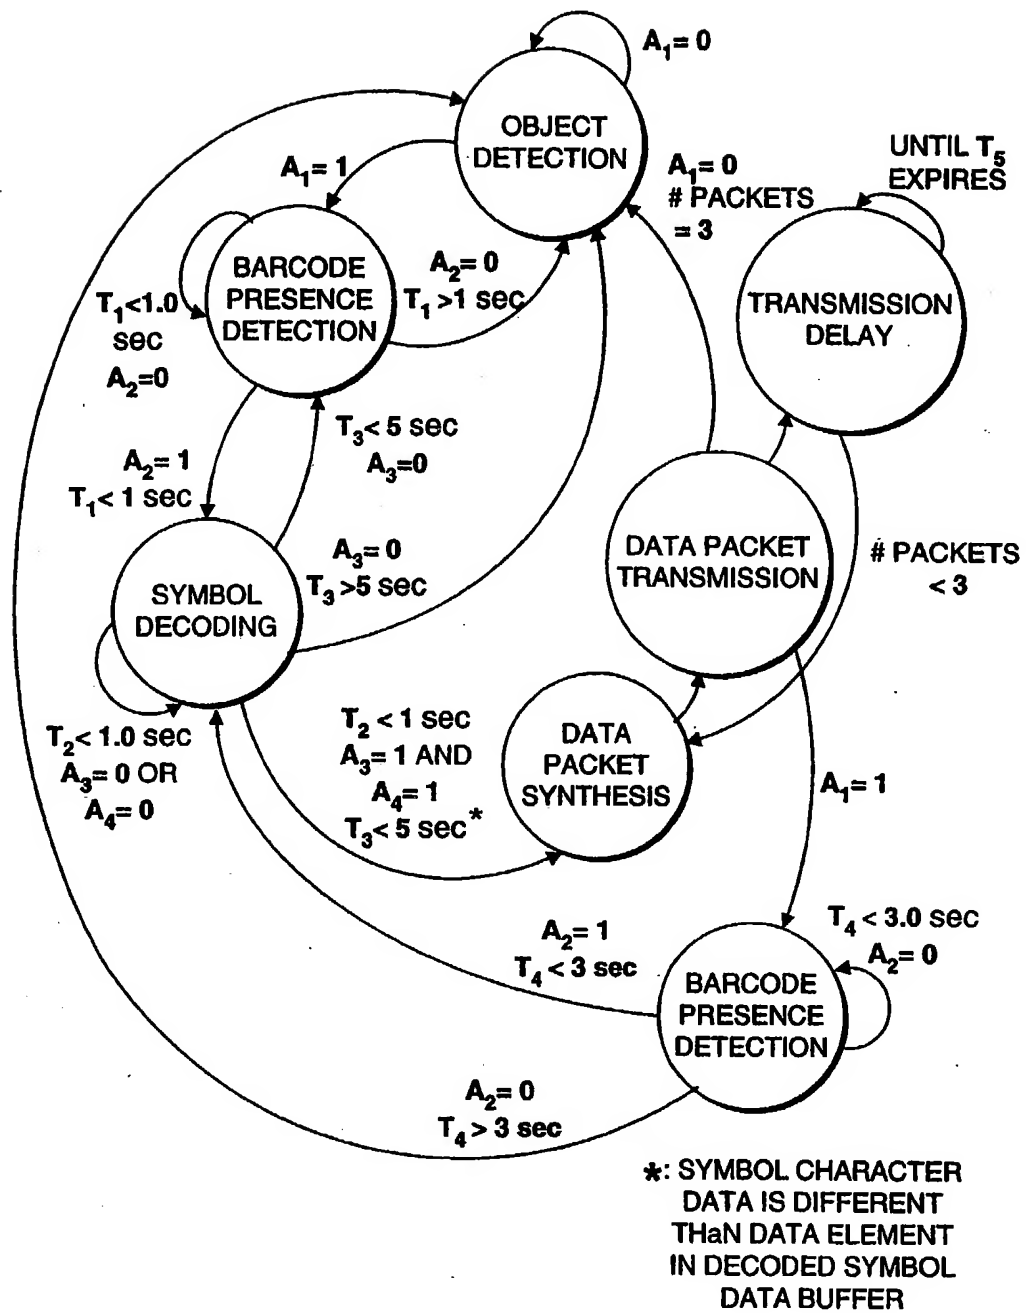 A₁= 0
OBJECT
DETECTION
A₁= 0
# PACKETS
= 3
UNTIL T₅
EXPIRES
A₁= 1
BARCODE
PRESENCE
DETECTION
A₂= 0
T₁ >1 sec
TRANSMISSION
DELAY
T₁<1.0
sec
A₂=0
T₃< 5 sec
A₃=0
A₂= 1
T₁< 1 sec
A₃= 0
T₃ >5 sec
SYMBOL
DECODING
DATA PACKET
TRANSMISSION
# PACKETS
< 3
T₂< 1.0 sec
A₃= 0 OR
A₄= 0
T₂ < 1 sec
A₃= 1 AND
A₄= 1
T₃< 5 sec*
DATA
PACKET
SYNTHESIS
A₁= 1
T₄ < 3.0 sec
A₂= 0
A₂= 1
T₄ < 3 sec
BARCODE
PRESENCE
DETECTION
A₂= 0
T₄ > 3 sec
*: SYMBOL CHARACTER
DATA IS DIFFERENT
THaN DATA ELEMENT
IN DECODED SYMBOL
DATA BUFFER